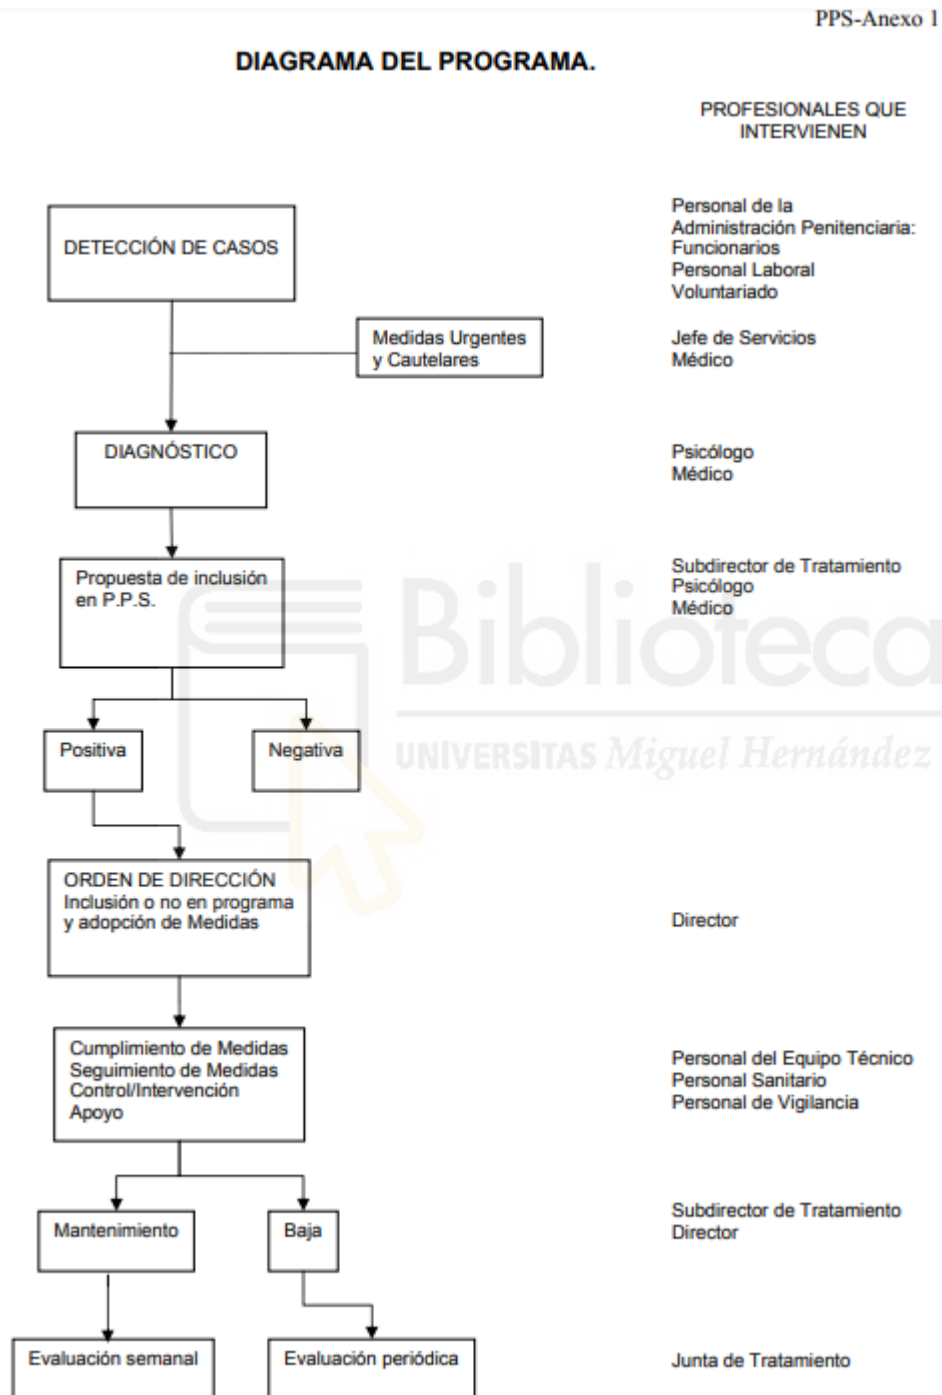 PPS-Anexo 1
DIAGRAMA DEL PROGRAMA.
PROFESIONALES QUE
INTERVIENEN
DETECCIÓN DE CASOS
Personal de la
Administración Penitenciaria:
Funcionarios
Personal Laboral
Voluntariado
Medidas Urgentes
y Cautelares
Jefe de Servicios
Médico
DIAGNÓSTICO
Psicólogo
Médico
Propuesta de inclusión
en P.P.S.
Subdirector de Tratamiento
Psicólogo
Médico
Biblioteca
UNIVERSITAS Miguel Hernández
Positiva
Negativa
ORDEN DE DIRECCIÓN
Inclusión o no en programa
y adopción de Medidas
Director
Cumplimiento de Medidas
Seguimiento de Medidas
Control/Intervención
Apoyo
Personal del Equipo Técnico
Personal Sanitario
Personal de Vigilancia
Mantenimiento
Baja
Subdirector de Tratamiento
Director
Evaluación semanal
Evaluación periódica
Junta de Tratamiento